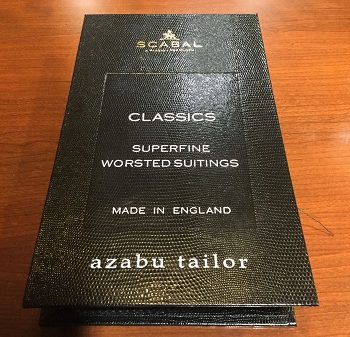 SCABAL
CLASSICS
SUPERFINE
WORSTED SUITINGS
MADE IN ENGLAND
azabu tailor